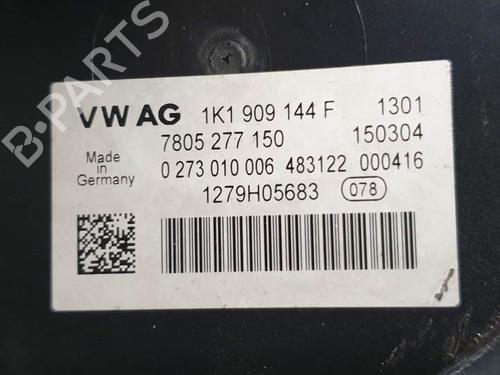 B-PARTS
VW AG 1K1 909 144 F 1301
7805 277 150 150304
Made in Germany 0 273 010 006 483122 000416
1279H05683 078